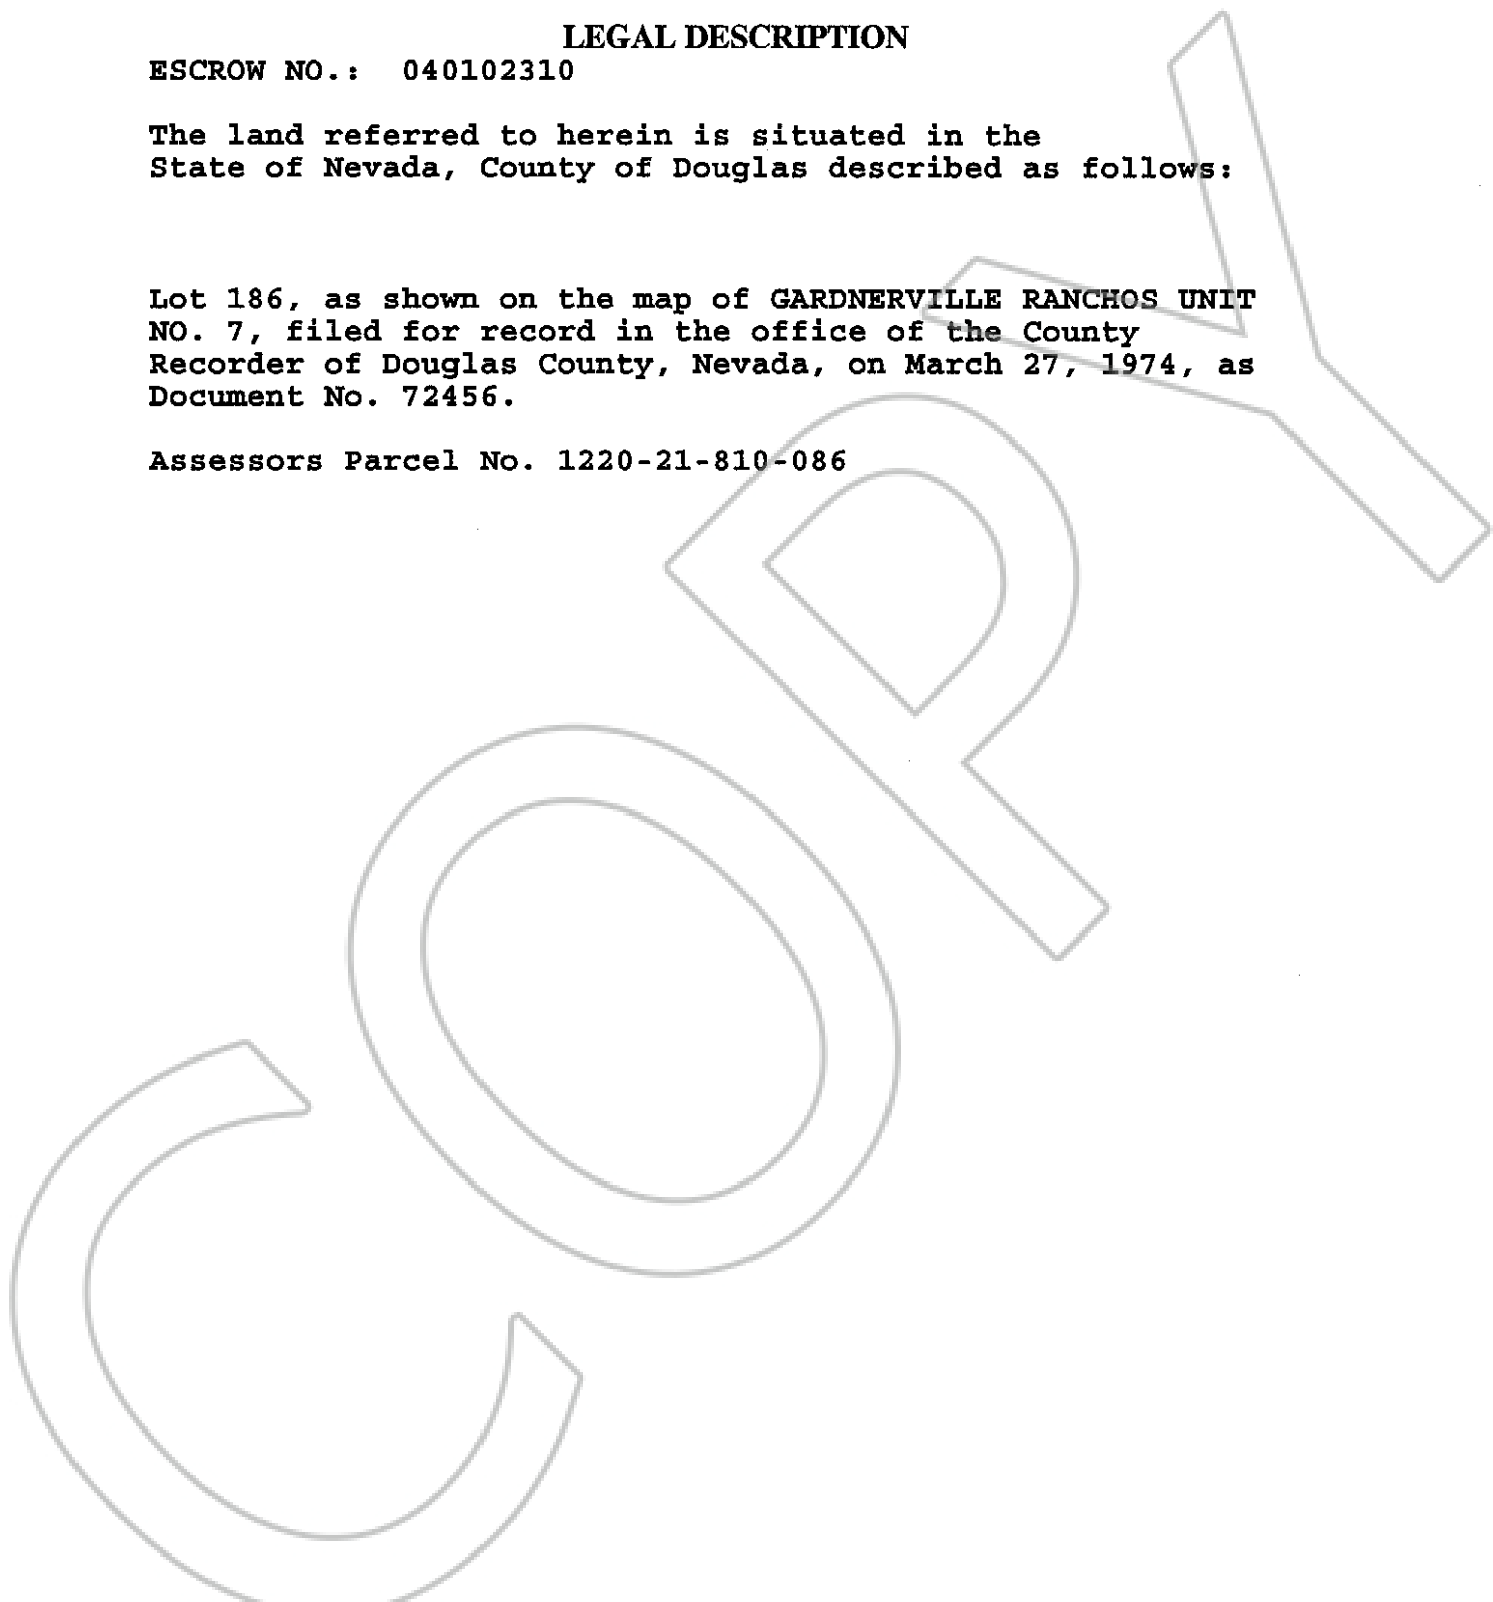 LEGAL DESCRIPTION
ESCROW NO.: 040102310
The land referred to herein is situated in the
State of Nevada, County of Douglas described as follows:
Lot 186, as shown on the map of GARDNERVILLE RANCHOS UNIT
NO. 7, filed for record in the office of the County
Recorder of Douglas County, Nevada, on March 27, 1974, as
Document No. 72456.
Assessors Parcel No. 1220-21-810-086
COPY